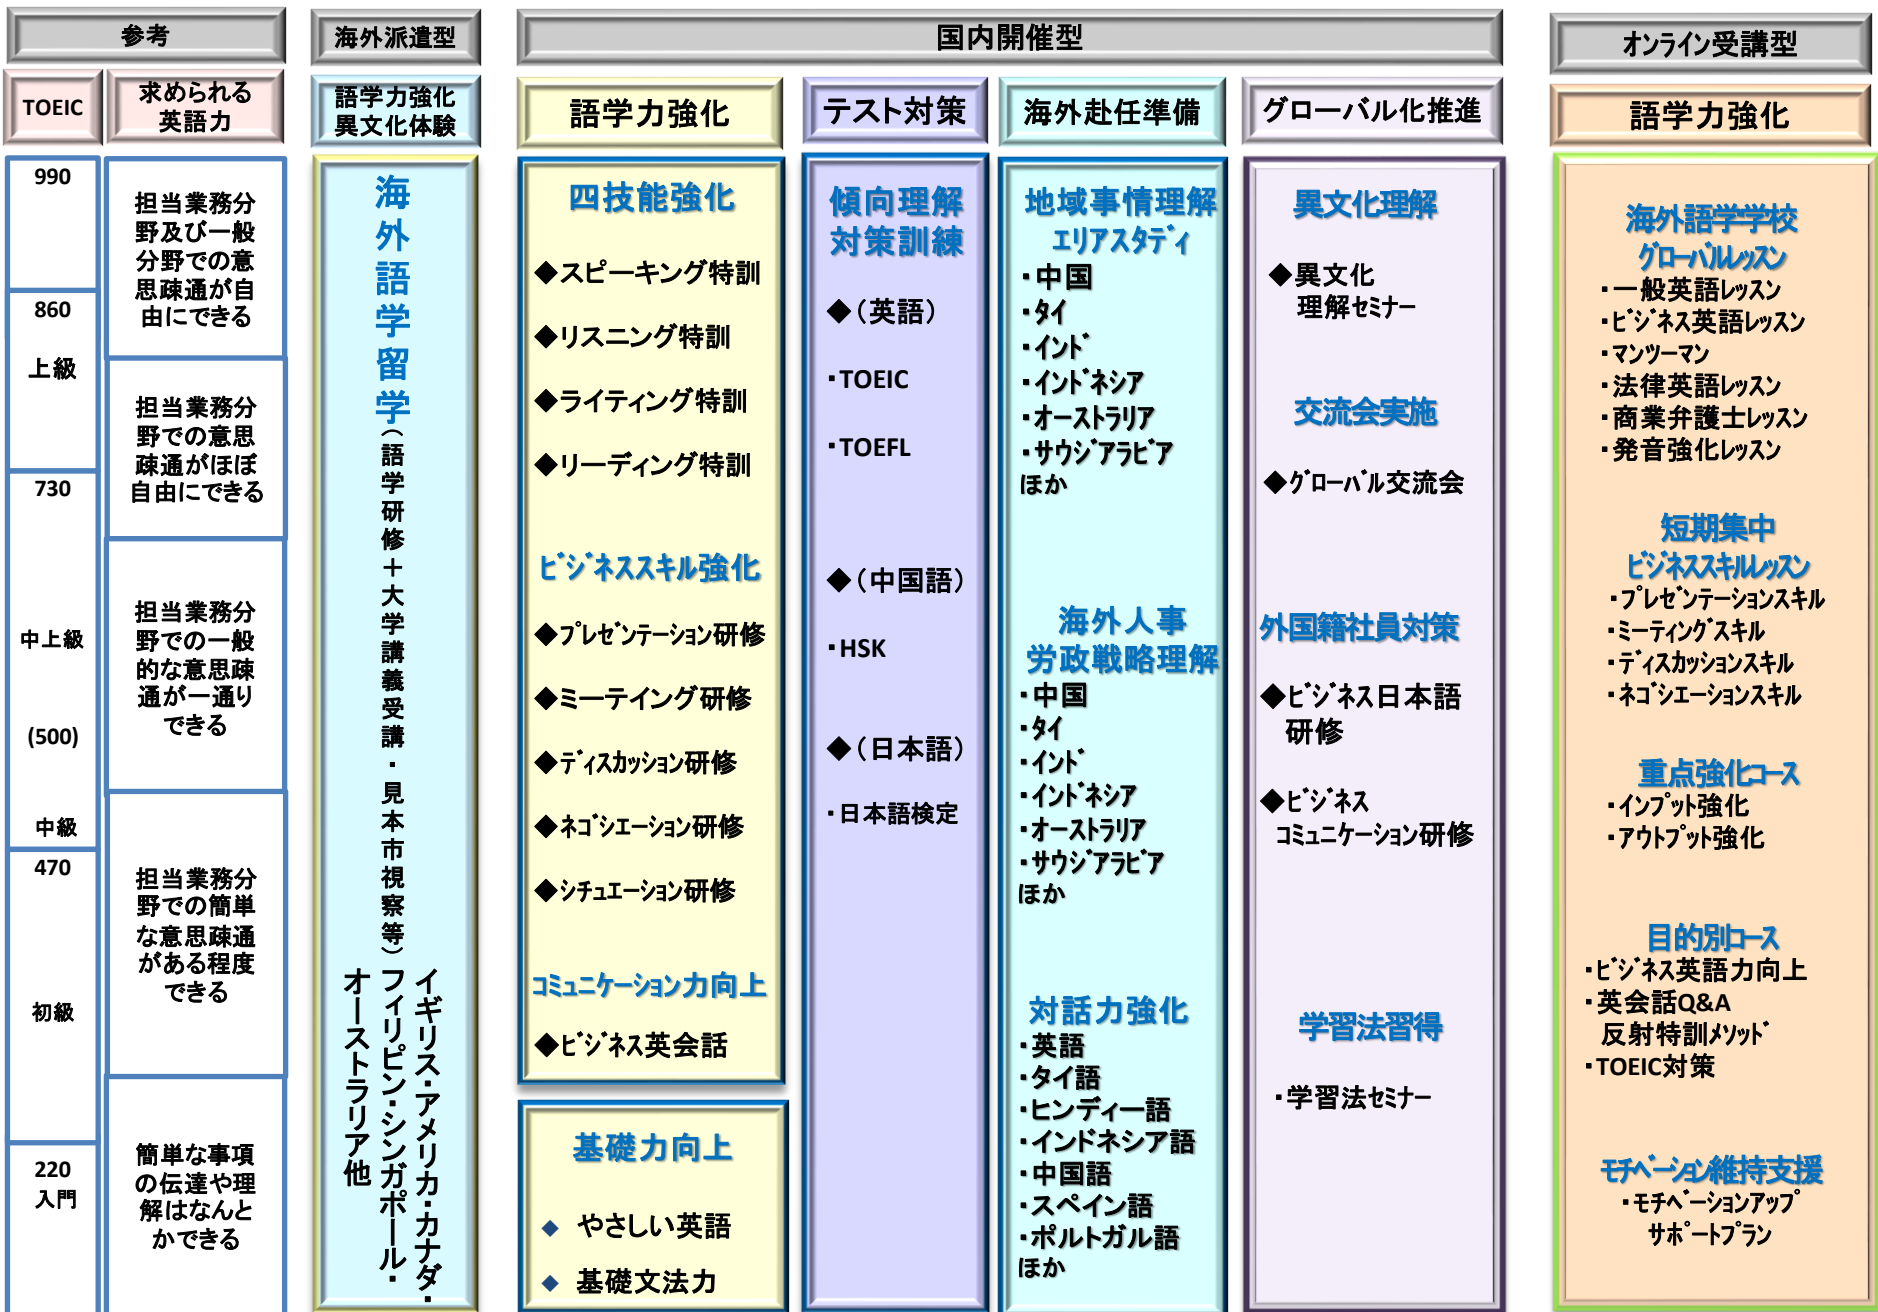 参考
海外派遣型
国内開催型
オンライン受講型
TOEIC
求められる
英語力
語学力強化
異文化体験
語学力強化
テスト対策
海外赴任準備
グローバル化推進
語学力強化
990
860
上級
730
中上級
(500)
中級
470
初級
220
入門
担当業務分
野及び一般
分野での意
思疎通が自
由にできる
担当業務分
野での意思
疎通がほぼ
自由にできる
担当業務分
野での一般
的な意思疎
通が一通り
できる
担当業務分
野での簡単
な意思疎通
がある程度
できる
簡単な事項
の伝達や理
解はなんと
かできる
海外語学留学(語学研修+大学講義受講・見本市視察等)
イギリス・アメリカ・カナダ・
フィリピン・シンガポール・
オーストラリア他
四技能強化
◆スピーキング特訓
◆リスニング特訓
◆ライティング特訓
◆リーディング特訓
ビジネススキル強化
◆プレゼンテーション研修
◆ミーテイング研修
◆ディスカッション研修
◆ネゴシエーション研修
◆シチュエーション研修
コミュニケーション力向上
◆ビジネス英会話
基礎力向上
◆ やさしい英語
◆ 基礎文法力
傾向理解
対策訓練
◆(英語)
・TOEIC
・TOEFL
◆(中国語)
・HSK
◆(日本語)
・日本語検定
地域事情理解
エリアスタディ
・中国
・タイ
・インド
・インドネシア
・オーストラリア
・サウジアラビア
ほか
海外人事
労政戦略理解
・中国
・タイ
・インド
・インドネシア
・オーストラリア
・サウジアラビア
ほか
対話力強化
・英語
・タイ語
・ヒンディー語
・インドネシア語
・中国語
・スペイン語
・ポルトガル語
ほか
異文化理解
◆異文化
理解セミナー
交流会実施
◆グローバル交流会
外国籍社員対策
◆ビジネス日本語
研修
◆ビジネス
コミュニケーション研修
学習法習得
・学習法セミナー
海外語学学校
グローバルレッスン
・一般英語レッスン
・ビジネス英語レッスン
・マンツーマン
・法律英語レッスン
・商業弁護士レッスン
・発音強化レッスン
短期集中
ビジネススキルレッスン
・プレゼンテーションスキル
・ミーティングスキル
・ディスカッションスキル
・ネゴシエーションスキル
重点強化コース
・インプット強化
・アウトプット強化
目的別コース
・ビジネス英語力向上
・英会話Q&A
反射特訓メソッド
・TOEIC対策
モチベーション維持支援
・モチベーションアップ
サポートプラン